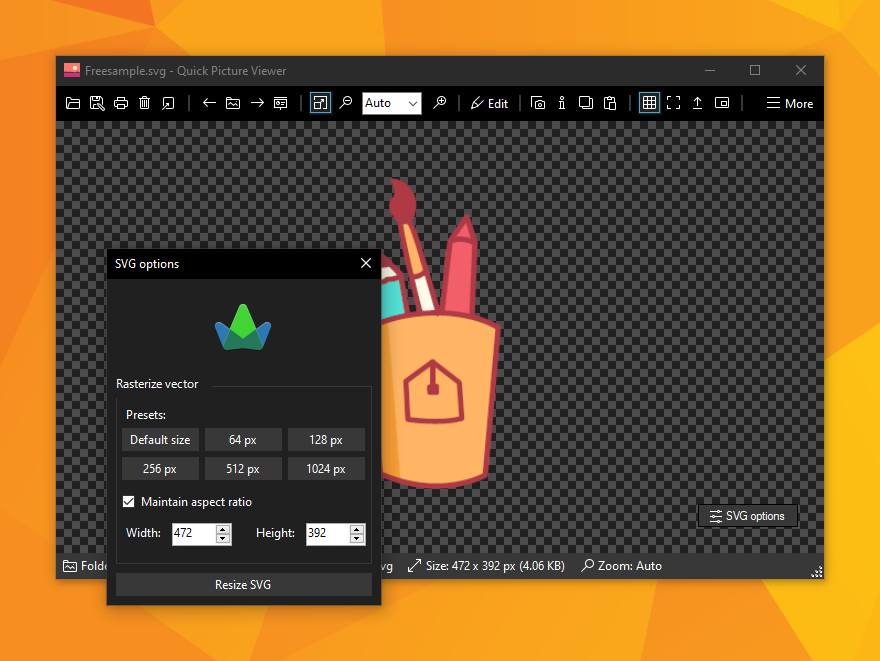 Freesample.svg - Quick Picture Viewer
Auto
Edit
More
SVG options
Rasterize vector
Presets:
Default size
64 px
128 px
256 px
512 px
1024 px
Maintain aspect ratio
Width: 472
Height: 392
Resize SVG
SVG options
Size: 472 x 392 px (4.06 KB)
Zoom: Auto